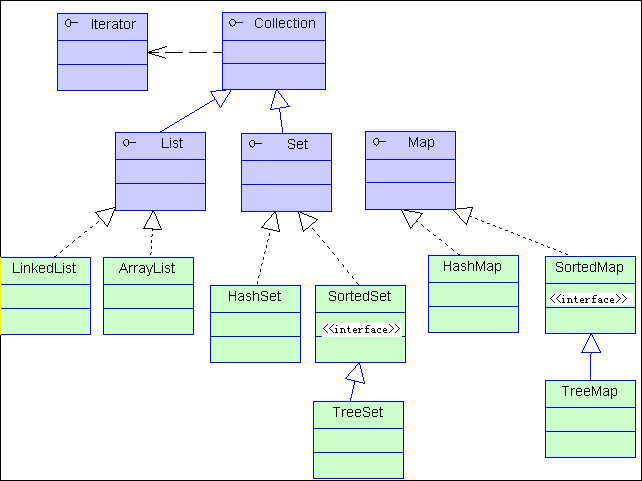 Iterator
Collection
List
Set
Map
LinkedList
ArrayList
HashSet
SortedSet
<<interface>>
HashMap
SortedMap
<<interface>>
TreeSet
TreeMap